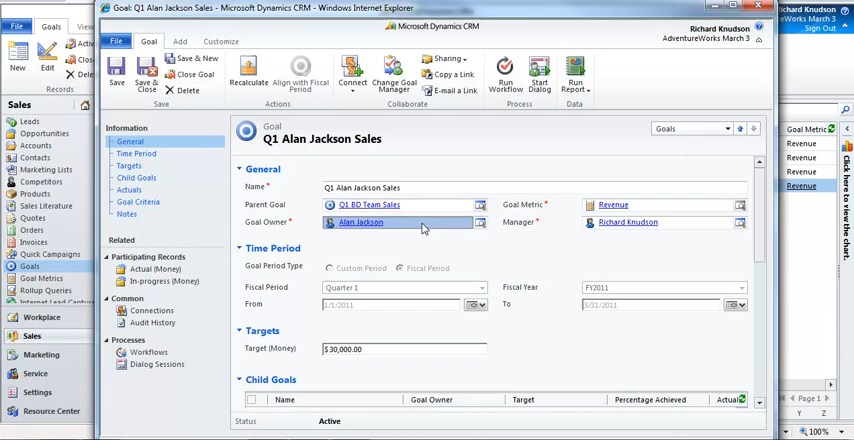 Goal: Q1 Alan Jackson Sales - Microsoft Dynamics CRM - Windows Internet Explorer
Microsoft Dynamics CRM
Richard Knudson
AdventureWorks March 3
File Goal Add Customize
Save
Save & Close
Save & New
Close Goal
Delete
Save
Recalculate
Align with Fiscal Period
Actions
Connect
Change Goal Manager
Sharing
Copy a Link
E-mail a Link
Collaborate
Run Workflow
Start Dialog
Process
Run Report
Data
Information
General
Time Period
Targets
Child Goals
Actuals
Goal Criteria
Notes
Related
Participating Records
Actual (Money)
In-progress (Money)
Common
Connections
Audit History
Processes
Workflows
Dialog Sessions
Goal
Q1 Alan Jackson Sales
Goals
General
Name * Q1 Alan Jackson Sales
Parent Goal Q1 BD Team Sales Goal Metric * Revenue
Goal Owner * Alan Jackson Manager * Richard Knudson
Time Period
Goal Period Type Custom Period Fiscal Period
Fiscal Period Quarter 1 Fiscal Year FY2011
From 1/1/2011 To 3/31/2011
Targets
Target (Money) $30,000.00
Child Goals
Name Goal Owner Target Percentage Achieved Actual
Status Active
File Goals View
New
Edit
Records
Sales
Leads
Opportunities
Accounts
Contacts
Marketing Lists
Competitors
Products
Sales Literature
Quotes
Orders
Invoices
Quick Campaigns
Goals
Goal Metrics
Rollup Queries
Internet Lead Capture
Workplace
Sales
Marketing
Service
Settings
Resource Center
Richard Knudson
AdventureWorks March 3
Sign Out
Goal Metric
Revenue
Revenue
Revenue
Revenue
Click here to view the chart.
Page 1
Y Z
100%